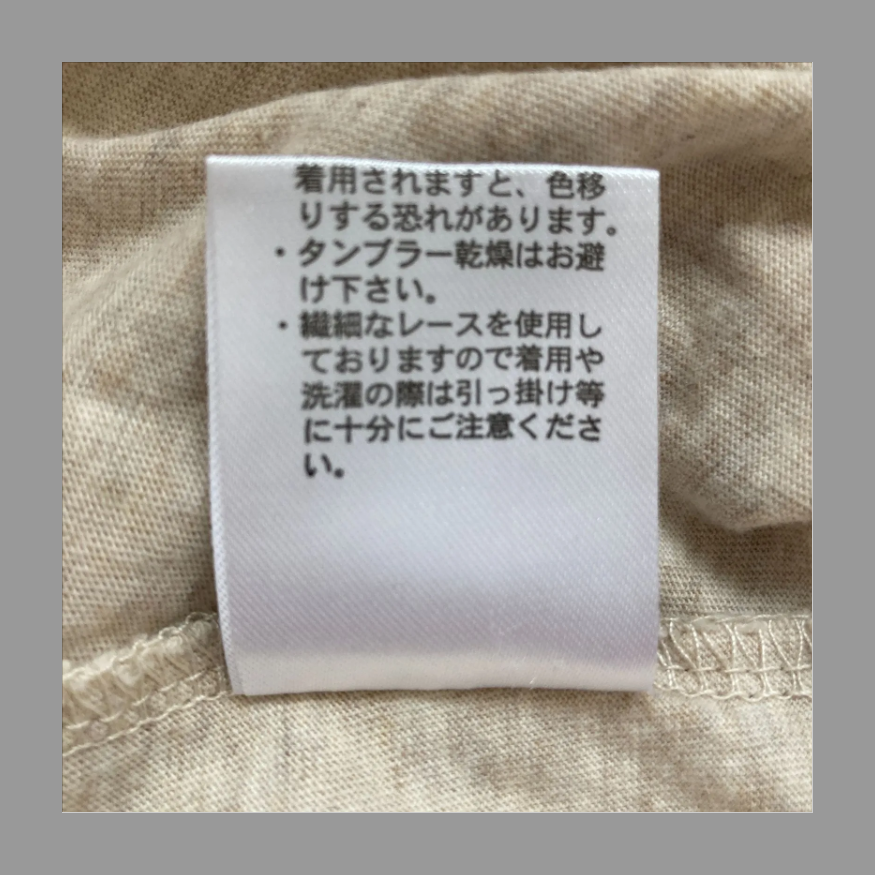 着用されますと、色移
りする恐れがあります。
・タンブラー乾燥はお避
け下さい。
・繊細なレースを使用し
ておりますので着用や
洗濯の際は引っ掛け等
に十分にご注意くださ
い。